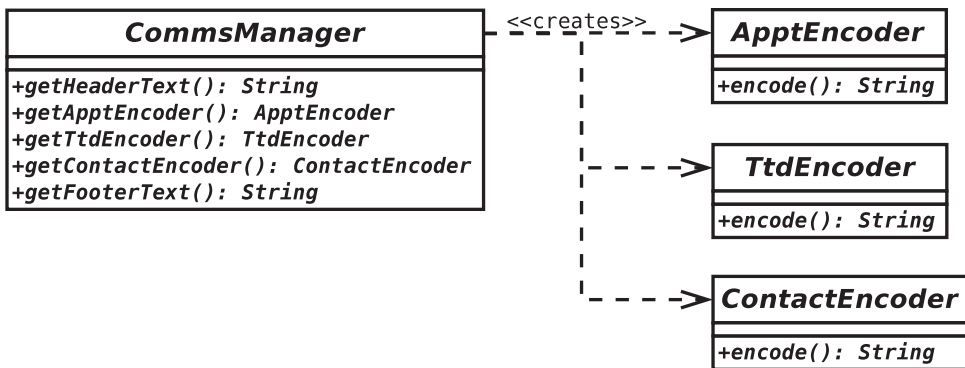 CommsManager
+getHeaderText(): String
+getApptEncoder(): ApptEncoder
+getTtdEncoder(): TtdEncoder
+getContactEncoder(): ContactEncoder
+getFooterText(): String
<<creates>>
ApptEncoder
+encode(): String
TtdEncoder
+encode(): String
ContactEncoder
+encode(): String